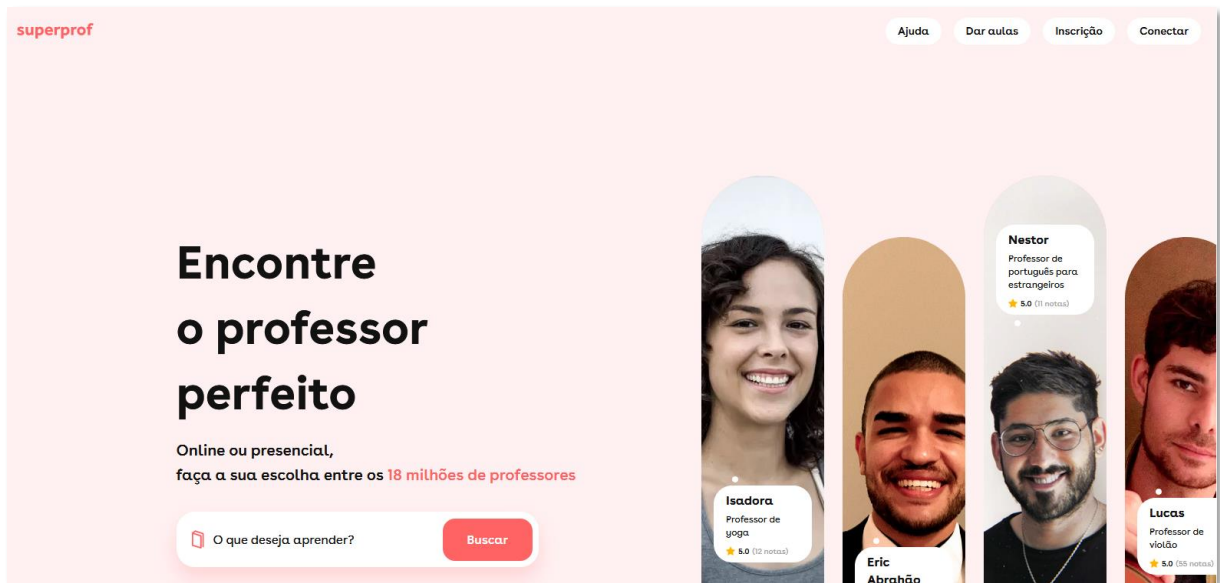 superprof
Ajuda
Dar aulas
Inscrição
Conectar
Encontre
o professor
perfeito
Online ou presencial,
faça a sua escolha entre os 18 milhões de professores
O que deseja aprender?
Buscar
Isadora
Professor de
yoga
5.0 (12 notas)
Eric
Abrahão
Nestor
Professor de
português para
estrangeiros
5.0 (11 notas)
Lucas
Professor de
violão
5.0 (55 notas)